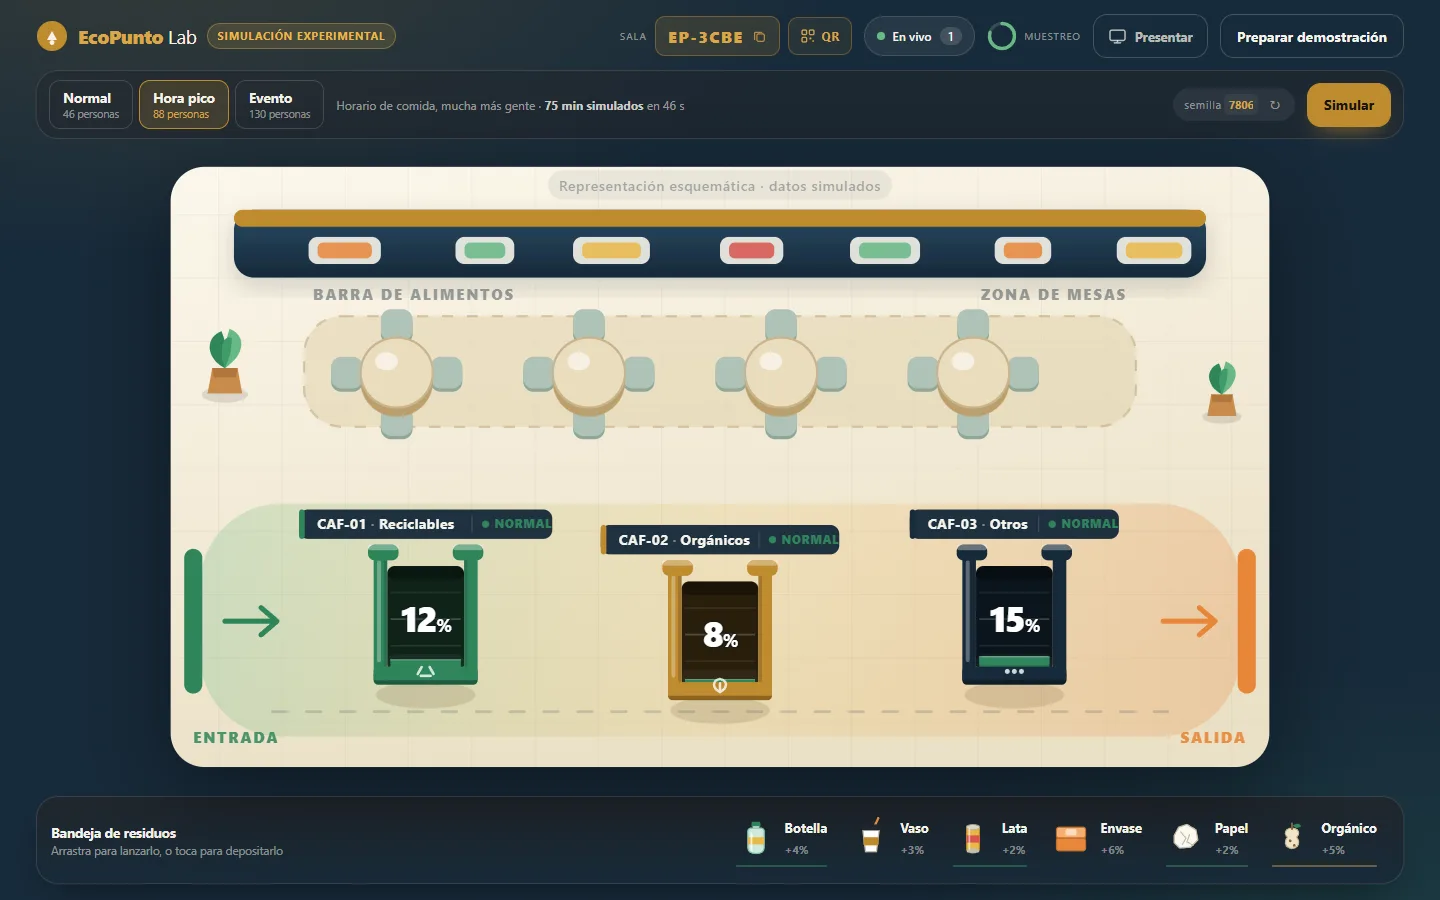 EcoPunto Lab
SIMULACIÓN EXPERIMENTAL
SALA
EP-3CBE
QR
En vivo 1
MUESTREO
Presentar
Preparar demostración
Normal
46 personas
Hora pico
88 personas
Evento
130 personas
Horario de comida, mucha más gente · 75 min simulados en 46 s
semilla 7806 ↻
Simular
Representación esquemática · datos simulados
BARRA DE ALIMENTOS
ZONA DE MESAS
CAF-01 · Reciclables
NORMAL
CAF-02 · Orgánicos
NORMAL
CAF-03 · Otros
NORMAL
12%
8%
15%
ENTRADA
SALIDA
Bandeja de residuos
Arrastra para lanzarlo, o toca para depositarlo
Botella
+4%
Vaso
+3%
Lata
+2%
Envase
+6%
Papel
+2%
Orgánico
+5%